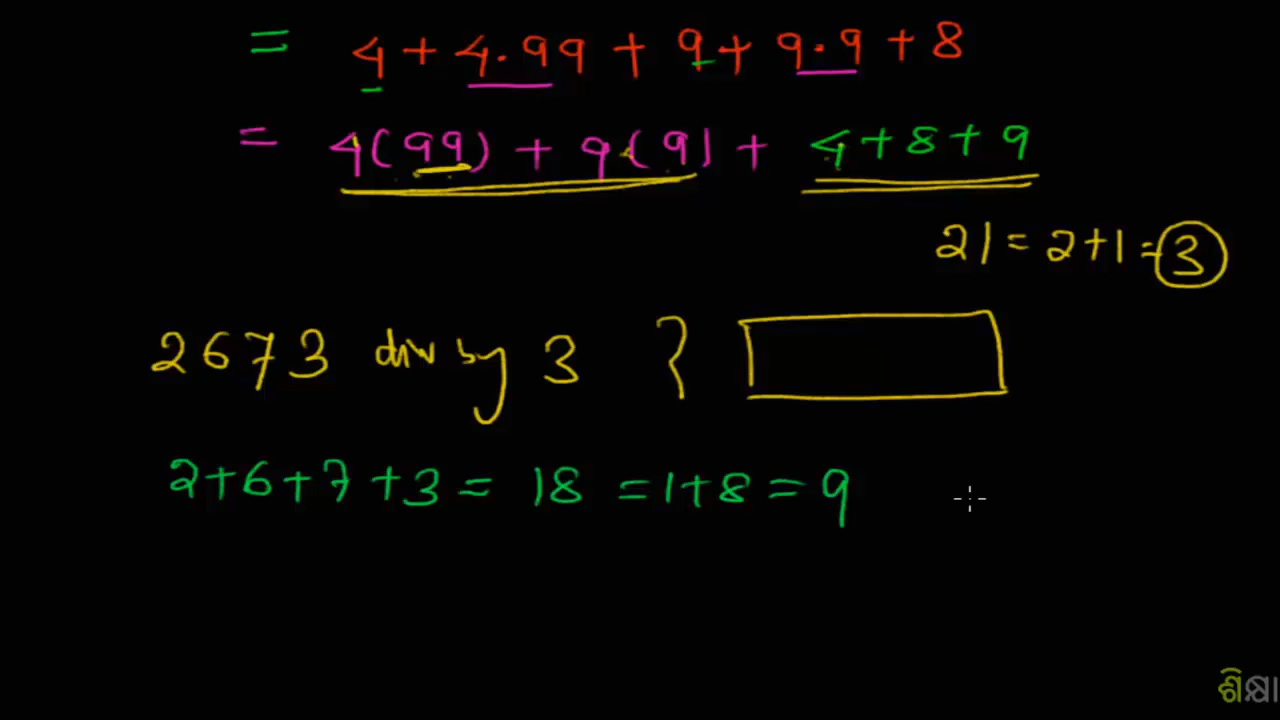 = 4 + 4.99 + 9 + 9.9 + 8
= 4(99) + 9(9) + 4+8+9
21 = 2+1 = 3
2673 div by 3 ?
2+6+7+3 = 18 = 1+8 = 9
ଶିକ୍ଷା